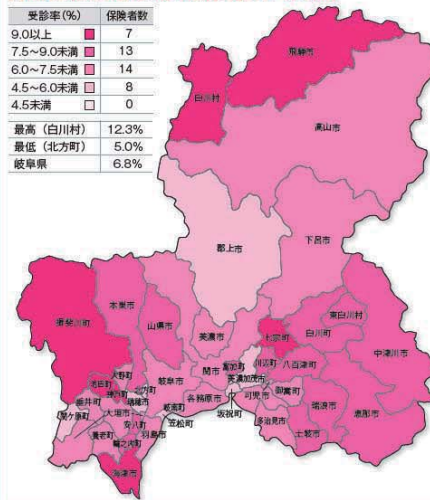 受診率(%) 保険者数
9.0以上 7
7.5〜9.0未満 13
6.0〜7.5未満 14
4.5〜6.0未満 8
4.5未満 0
最高(白川村) 12.3%
最低(北方町) 5.0%
岐阜県 6.8%
飛騨市
白川村
高山市
下呂市
郡上市
揖斐川町
本巣市
山県市
美濃市
七宗町
東白川村
白川町
中津川市
関市
富加町
川辺町
八百津町
美濃加茂市
大野町
池田町
神戸町
北方町
岐阜市
各務原市
坂祝町
可児市
御嵩町
瑞浪市
恵那市
垂井町
関ケ原町
大垣市
瑞穂市
安八町
岐南町
笠松町
羽島市
養老町
輪之内町
海津市
多治見市
土岐市